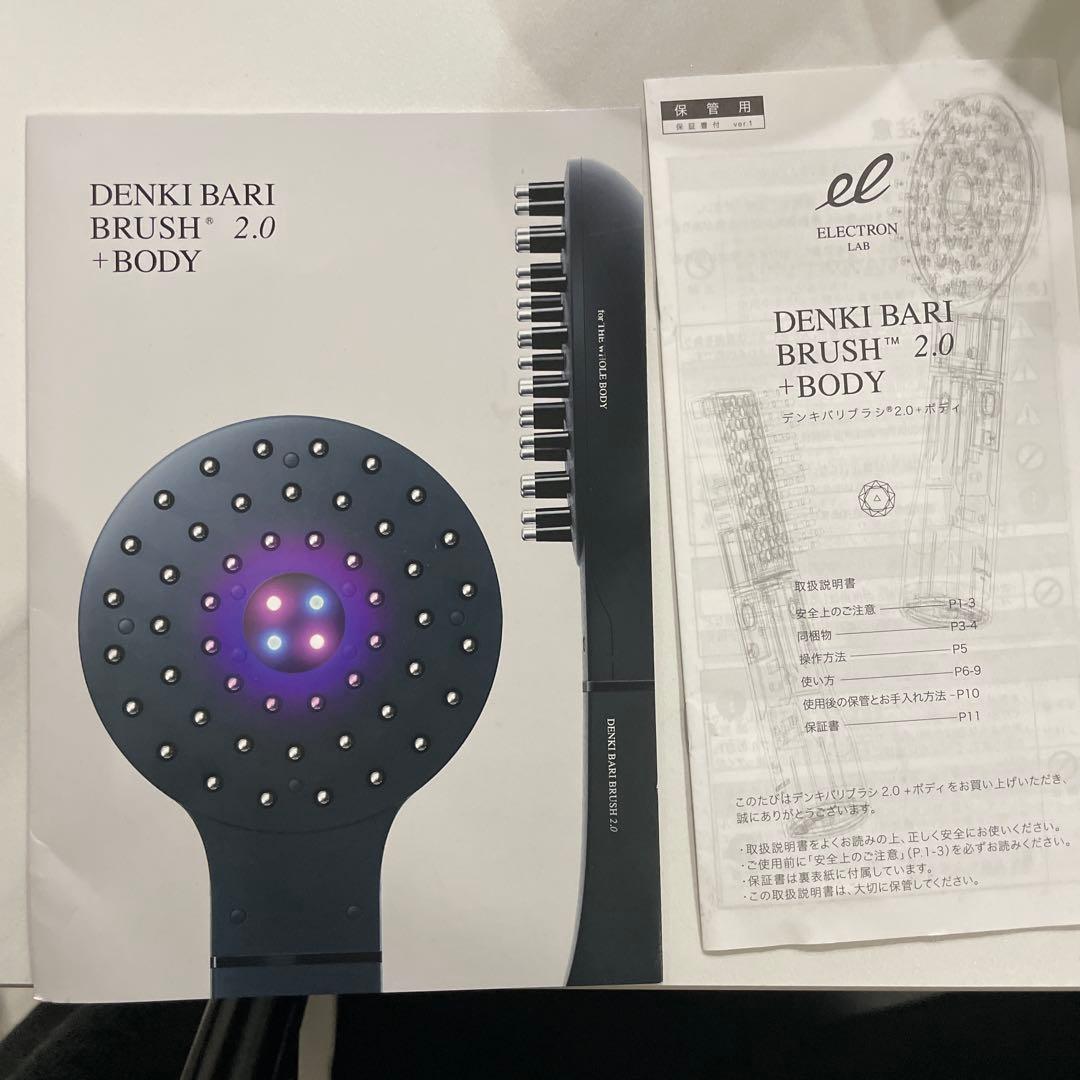 DENKI BARI
BRUSH® 2.0
+BODY
for THE WHOLE BODY
DENKI BARI BRUSH 2.0
保管用
保証書付 ver.1
el
ELECTRON
LAB
DENKI BARI
BRUSH™ 2.0
+BODY
デンキバリブラシ®2.0+ボディ
取扱説明書
安全上のご注意 P1-3
同梱物 P3-4
操作方法 P5
使い方 P6-9
使用後の保管とお手入れ方法 P10
保証書 P11
このたびはデンキバリブラシ 2.0 +ボディをお買い上げいただき、
誠にありがとうございます。
・取扱説明書をよくお読みの上、正しく安全にお使いください。
・ご使用前に「安全上のご注意」(P.1-3)を必ずお読みください。
・保証書は裏表紙に付属しています。
・この取扱説明書は、大切に保管してください。